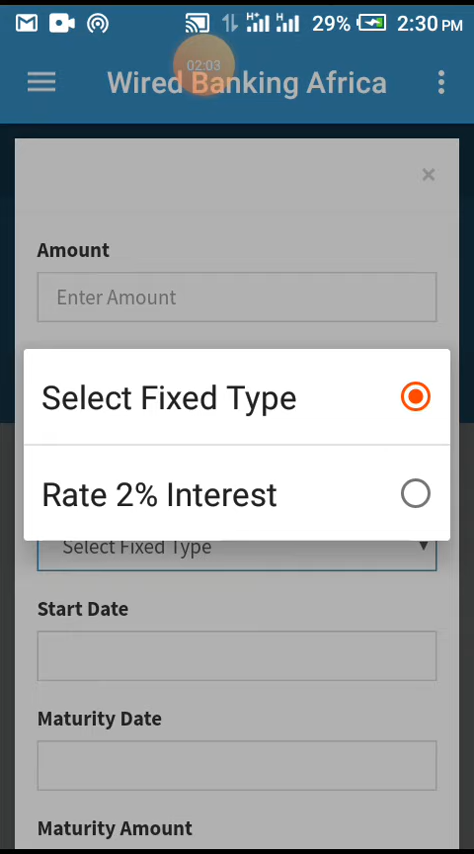 29% 2:30 PM
02:03
Wired Banking Africa
×
Amount
Enter Amount
Select Fixed Type
Rate 2% Interest
Select Fixed Type
Start Date
Maturity Date
Maturity Amount